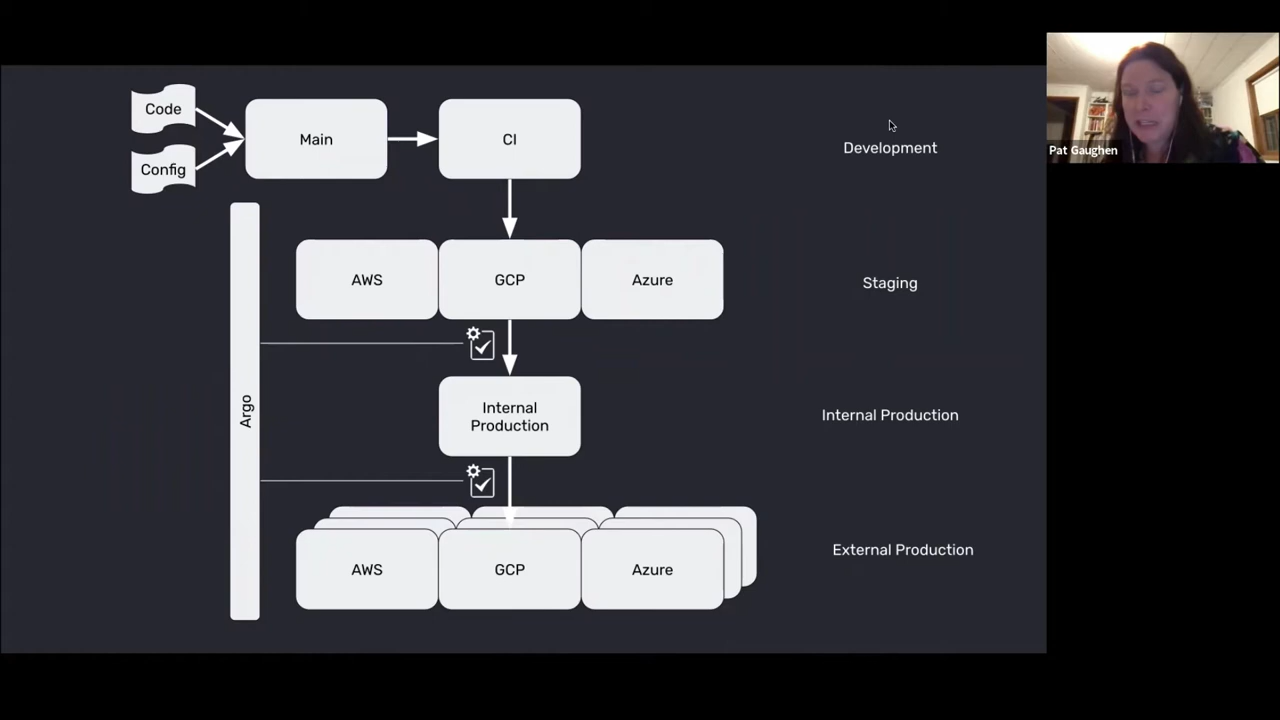 Code
Config
Main
CI
Development
Pat Gaughen
AWS
GCP
Azure
Staging
Argo
Internal
Production
Internal Production
AWS
GCP
Azure
External Production